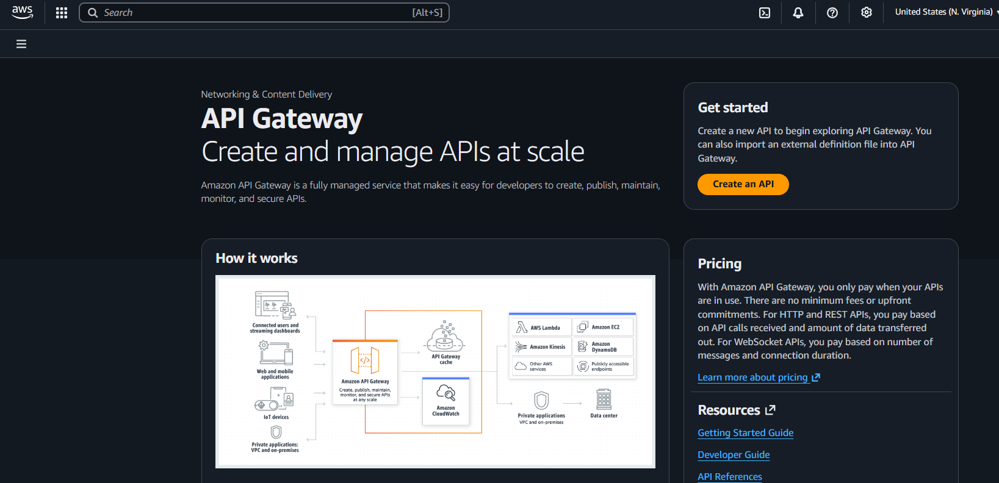 aws
Search
[Alt+S]
United States (N. Virginia)
Networking & Content Delivery
API Gateway
Create and manage APIs at scale
Amazon API Gateway is a fully managed service that makes it easy for developers to create, publish, maintain,
monitor, and secure APIs.
Get started
Create a new API to begin exploring API Gateway. You
can also import an external definition file into API
Gateway.
Create an API
How it works
Connected users and
streaming dashboards
Web and mobile
applications
IoT devices
Private applications:
VPC and on-premises
</>
Amazon API Gateway
Create, publish, maintain,
monitor, and secure APIs
at any scale
API Gateway
cache
Amazon
CloudWatch
AWS Lambda
Amazon EC2
Amazon Kinesis
Amazon
DynamoDB
Other AWS
services
Publicly accessible
endpoints
Private applications
VPC and on-premises
Data center
Pricing
With Amazon API Gateway, you only pay when your APIs
are in use. There are no minimum fees or upfront
commitments. For HTTP and REST APIs, you pay based
on API calls received and amount of data transferred
out. For WebSocket APIs, you pay based on number of
messages and connection duration.
Learn more about pricing
Resources
Getting Started Guide
Developer Guide
API References